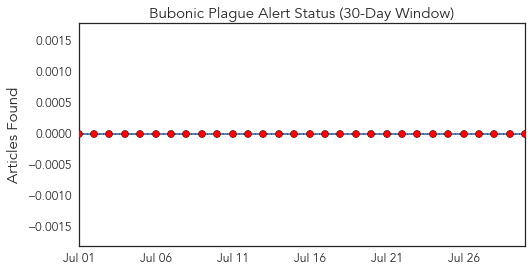 Bubonic Plague Alert Status (30-Day Window)
Articles Found
0.0015
0.0010
0.0005
0.0000
−0.0005
−0.0010
−0.0015
Jul 01 Jul 06 Jul 11 Jul 16 Jul 21 Jul 26